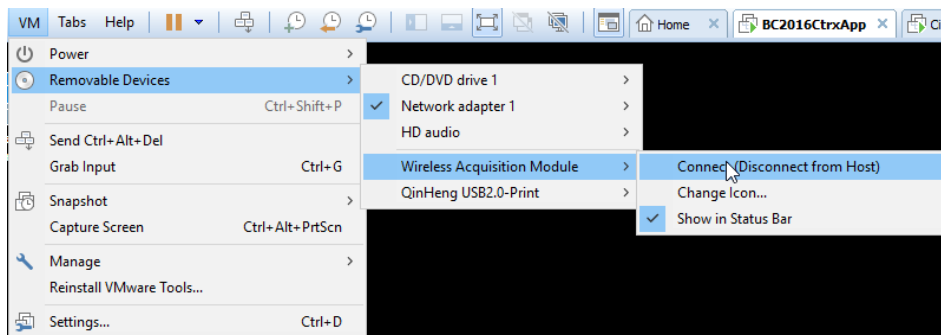 VM Tabs Help Home BC2016CtrxApp Ci
Power
Removable Devices
Pause Ctrl+Shift+P
Send Ctrl+Alt+Del
Grab Input Ctrl+G
Snapshot
Capture Screen Ctrl+Alt+PrtScn
Manage
Reinstall VMware Tools...
Settings... Ctrl+D
CD/DVD drive 1
Network adapter 1
HD audio
Wireless Acquisition Module
QinHeng USB2.0-Print
Connect (Disconnect from Host)
Change Icon...
Show in Status Bar